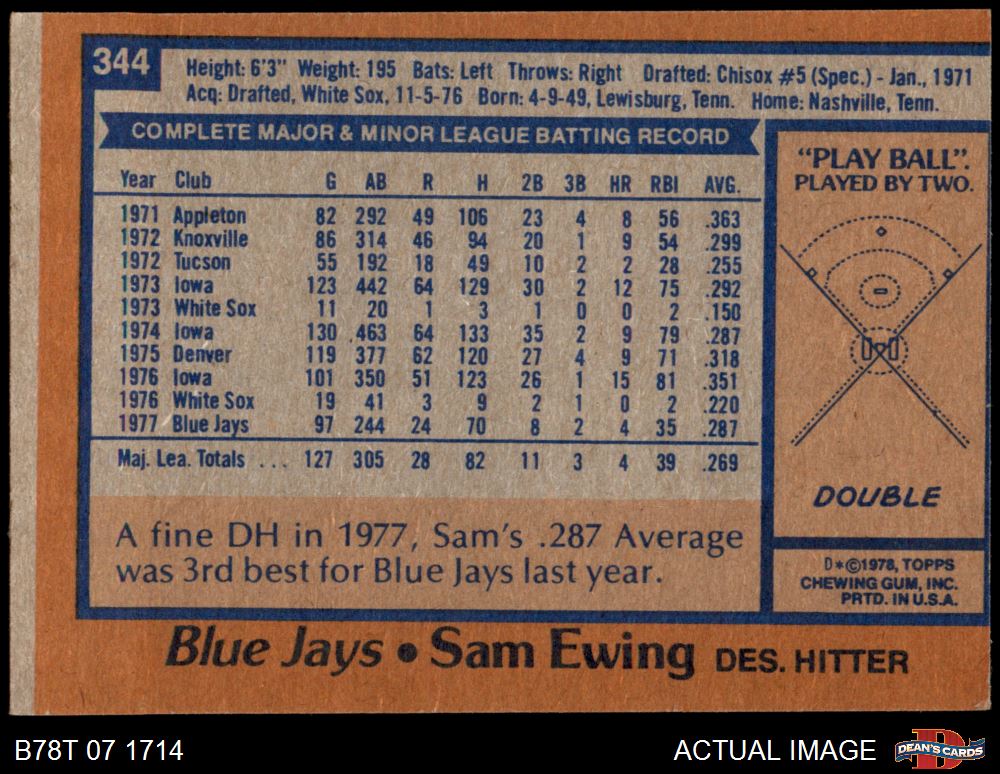 344
Height: 6'3" Weight: 195 Bats: Left Throws: Right Drafted: Chisox #5 (Spec.) - Jan., 1971
Acq: Drafted, White Sox, 11-5-76 Born: 4-9-49, Lewisburg, Tenn. Home: Nashville, Tenn.
COMPLETE MAJOR & MINOR LEAGUE BATTING RECORD
Year Club G AB R H 2B 3B HR RBI AVG.
1971 Appleton 82 292 49 106 23 4 8 56 .363
1972 Knoxville 86 314 46 94 20 1 9 54 .299
1972 Tucson 55 192 18 49 10 2 2 28 .255
1973 Iowa 123 442 64 129 30 2 12 75 .292
1973 White Sox 11 20 1 3 1 0 0 2 .150
1974 Iowa 130 463 64 133 35 2 9 79 .287
1975 Denver 119 377 62 120 27 4 9 71 .318
1976 Iowa 101 350 51 123 26 1 15 81 .351
1976 White Sox 19 41 3 9 2 1 0 2 .220
1977 Blue Jays 97 244 24 70 8 2 4 35 .287
Maj. Lea. Totals ... 127 305 28 82 11 3 4 39 .269
A fine DH in 1977, Sam's .287 Average
was 3rd best for Blue Jays last year.
"PLAY BALL".
PLAYED BY TWO.
DOUBLE
D*©1978, TOPPS
CHEWING GUM, INC.
PRTD. IN U.S.A.
Blue Jays • Sam Ewing DES. HITTER
B78T 07 1714
ACTUAL IMAGE
D
DEAN'S CARDS